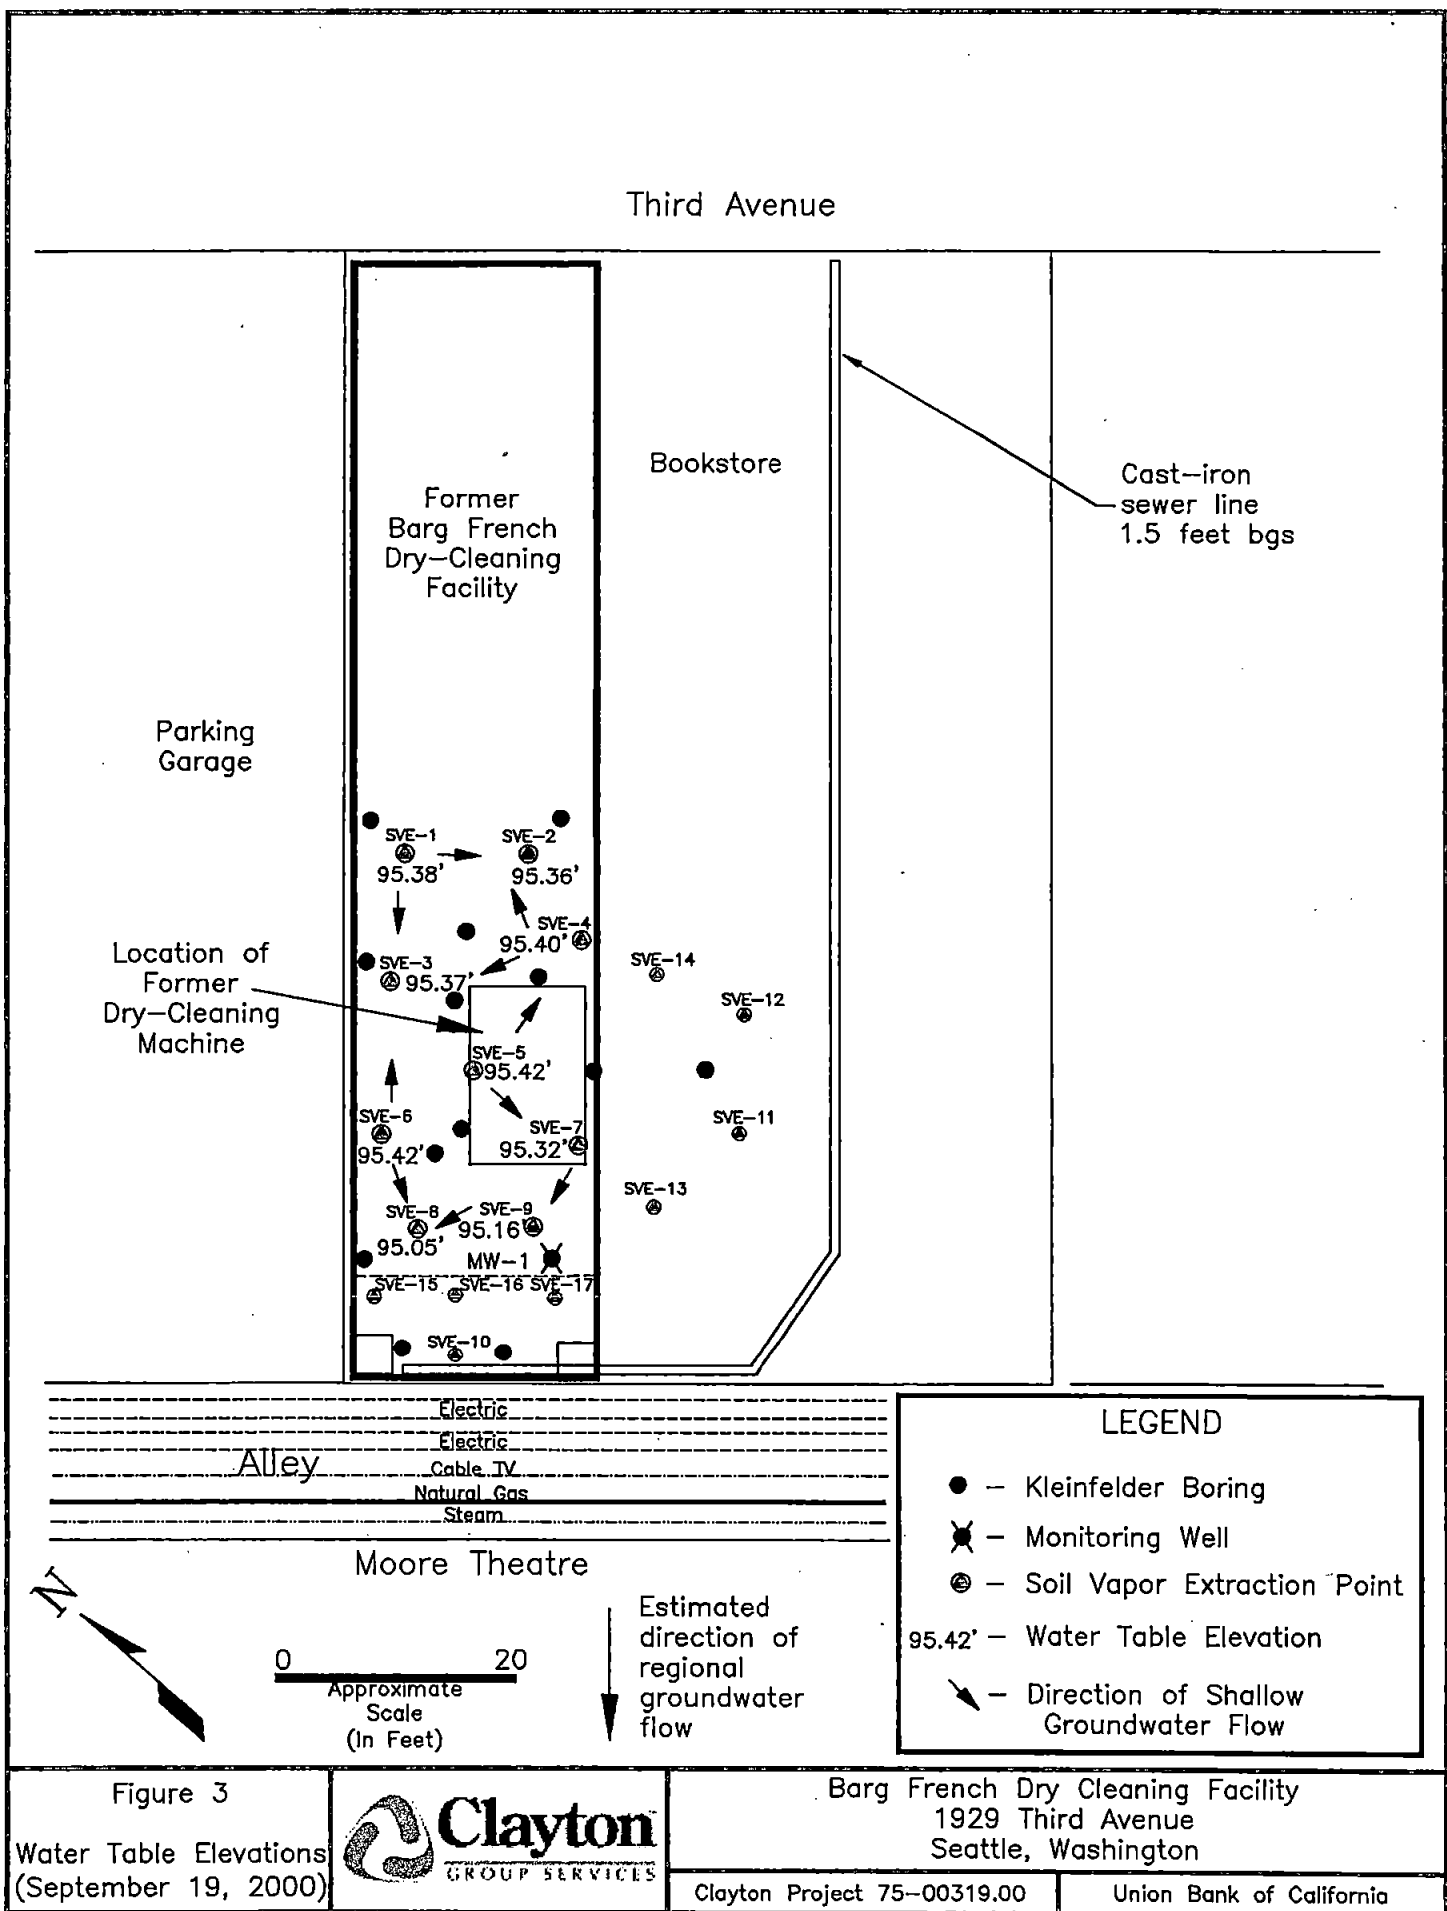 Third Avenue
Bookstore
Cast-iron
sewer line
1.5 feet bgs
Former
Barg French
Dry-Cleaning
Facility
Parking
Garage
SVE-1
95.38'
SVE-2
95.36'
SVE-4
95.40'
SVE-3
95.37'
SVE-14
SVE-12
Location of
Former
Dry-Cleaning
Machine
SVE-5
95.42'
SVE-6
95.42'
SVE-7
95.32'
SVE-11
SVE-13
SVE-8
95.05'
SVE-9
95.16'
MW-1
SVE-15
SVE-16
SVE-17
SVE-10
Electric
Electric
Alley
Cable TV
Natural Gas
Steam
Moore Theatre
N
0 20
Approximate
Scale
(In Feet)
Estimated
direction of
regional
groundwater
flow
LEGEND
– Kleinfelder Boring
– Monitoring Well
– Soil Vapor Extraction Point
95.42' – Water Table Elevation
– Direction of Shallow
Groundwater Flow
Figure 3
Water Table Elevations
(September 19, 2000)
Clayton
GROUP SERVICES
Barg French Dry Cleaning Facility
1929 Third Avenue
Seattle, Washington
Clayton Project 75-00319.00
Union Bank of California